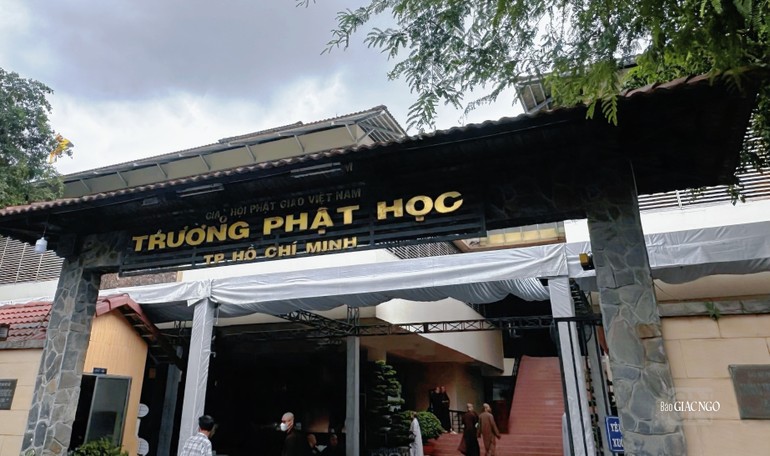 GIÁO HỘI PHẬT GIÁO VIỆT NAM
TRƯỜNG PHẬT HỌC
TP. HỒ CHÍ MINH
Báo GIÁC NGỘ